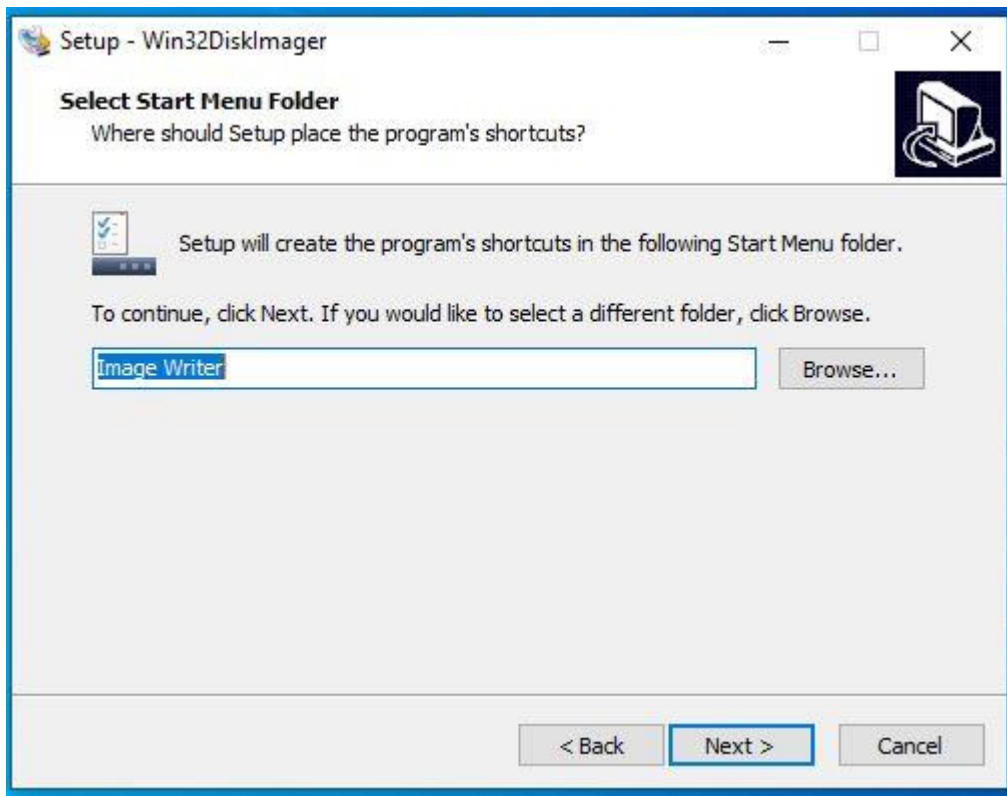 Setup - Win32DiskImager
Select Start Menu Folder
Where should Setup place the program's shortcuts?
Setup will create the program's shortcuts in the following Start Menu folder.
To continue, click Next. If you would like to select a different folder, click Browse.
Image Writer
Browse...
< Back
Next >
Cancel